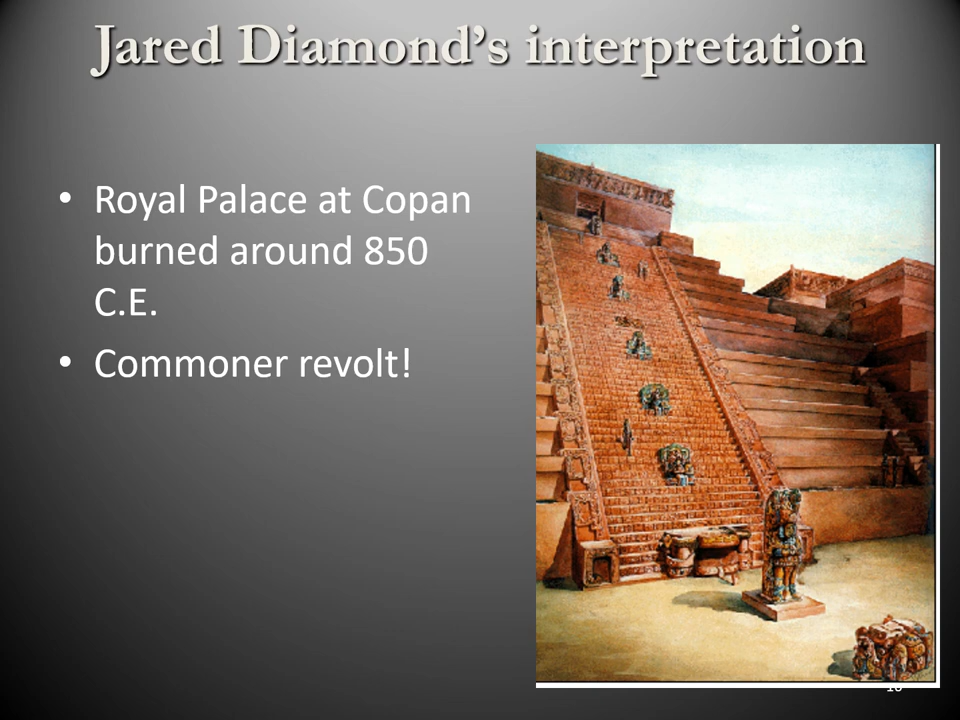 Jared Diamond’s interpretation
• Royal Palace at Copan
burned around 850
C.E.
• Commoner revolt!